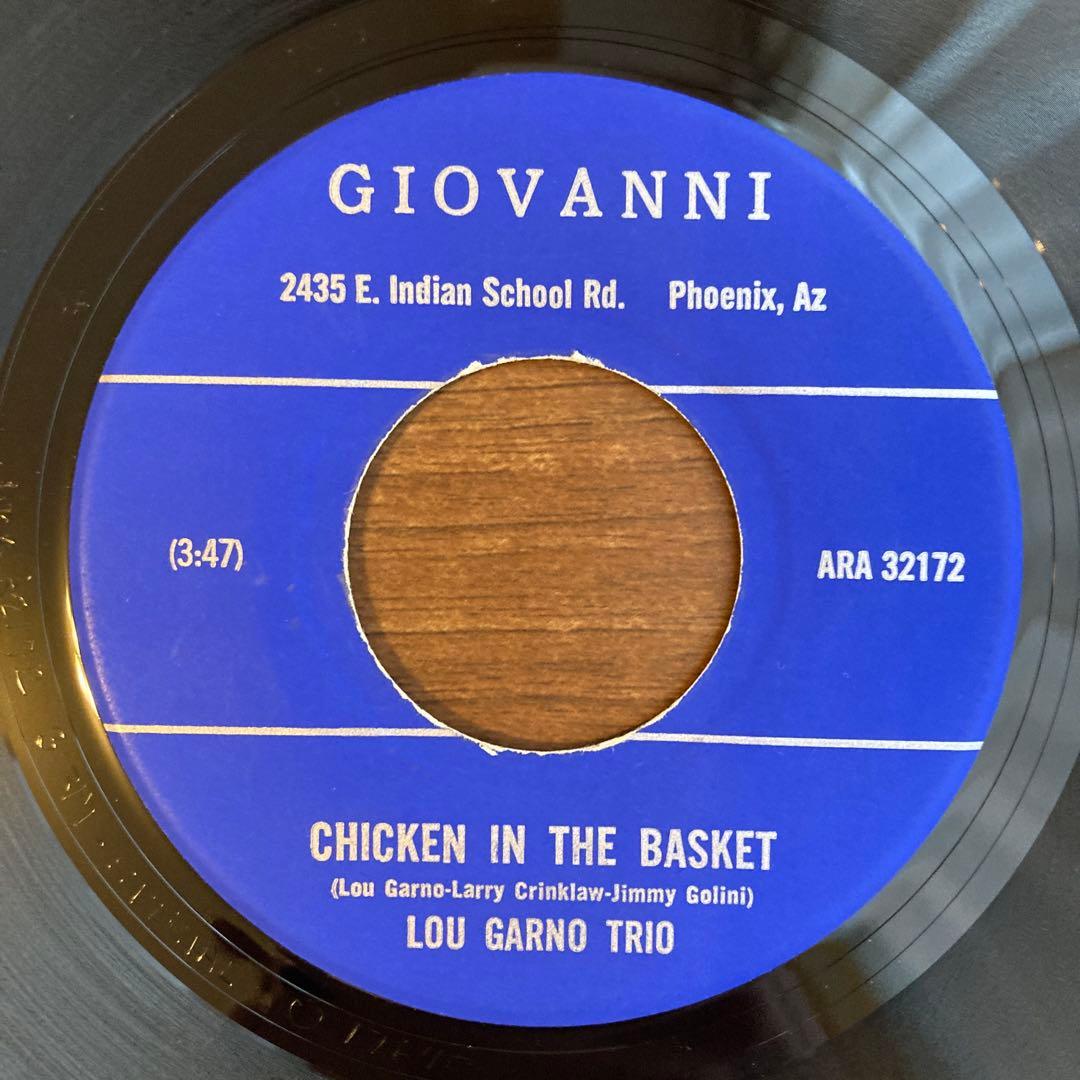 GIOVANNI
2435 E. Indian School Rd. Phoenix, Az
(3:47)
ARA 32172
CHICKEN IN THE BASKET
(Lou Garno-Larry Crinklaw-Jimmy Golini)
LOU GARNO TRIO